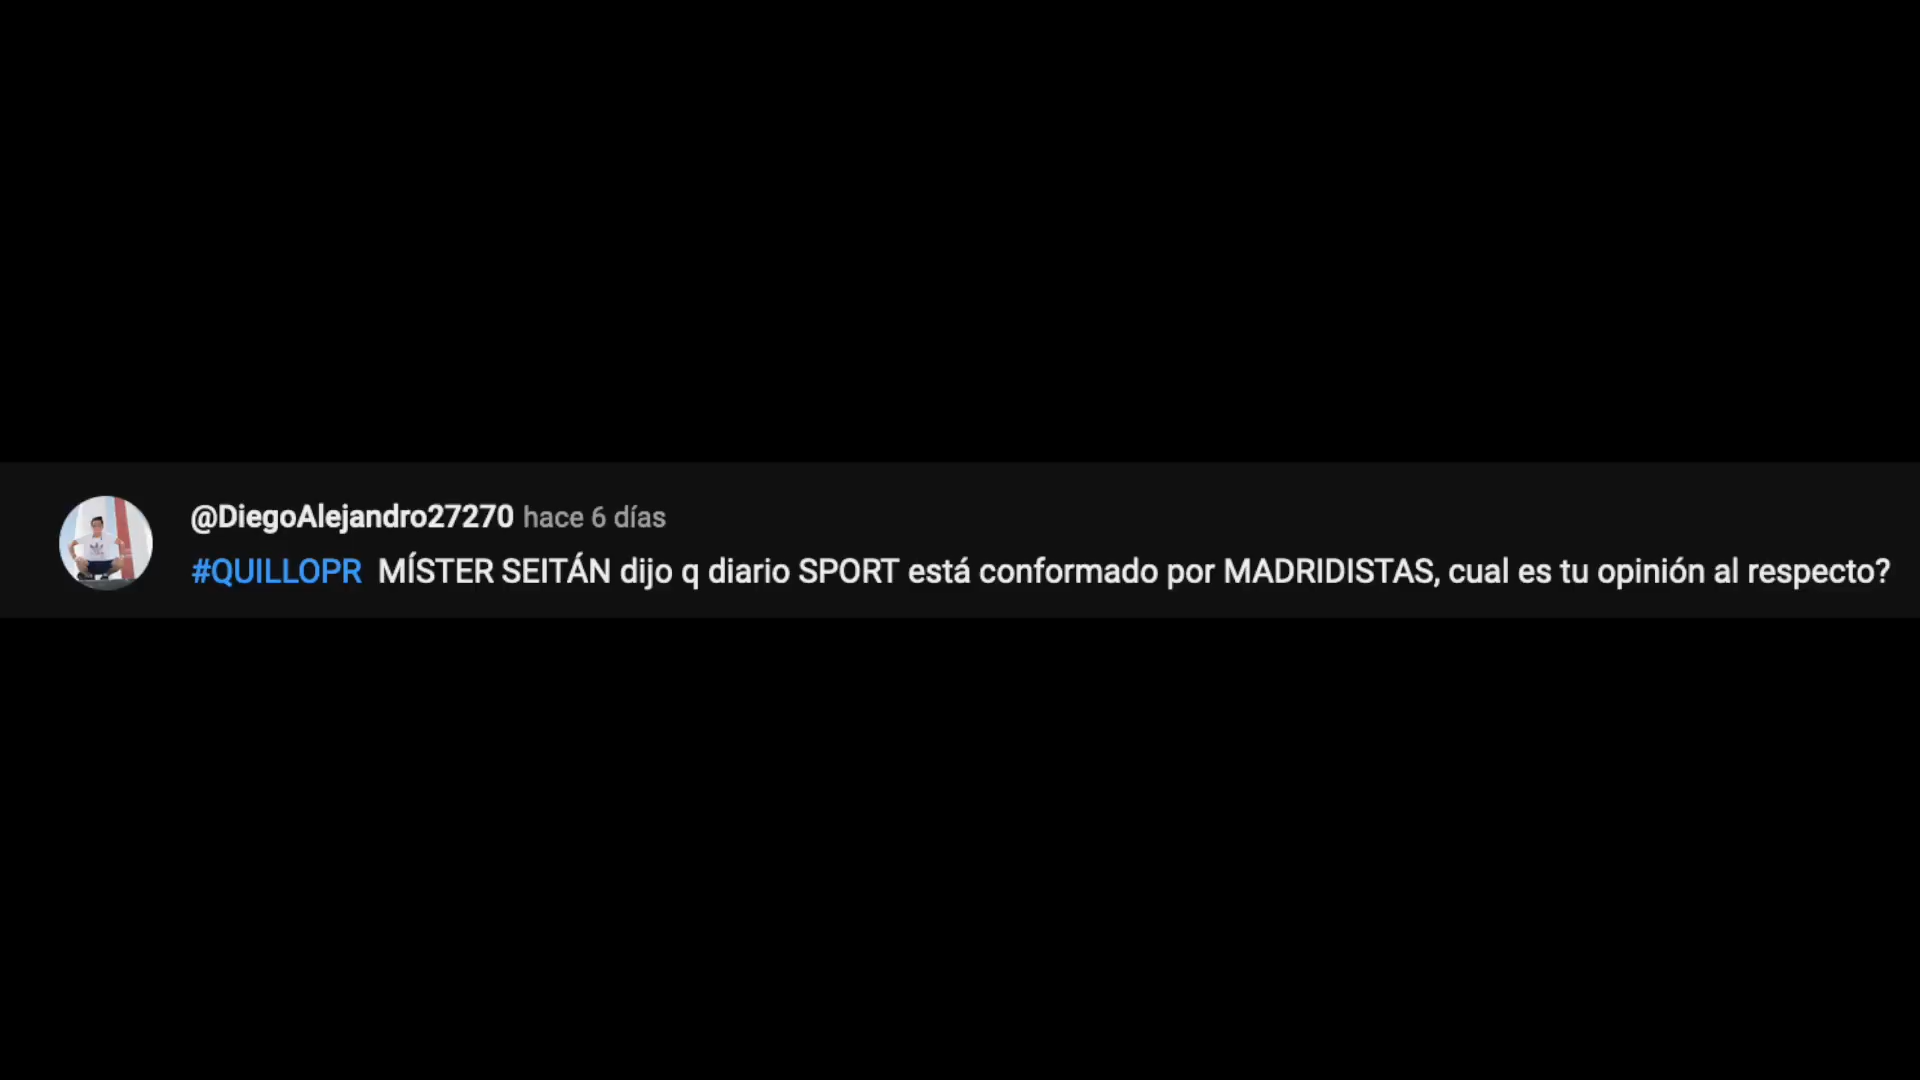 @DiegoAlejandro27270 hace 6 días
#QUILLOPR MÍSTER SEITÁN dijo q diario SPORT está conformado por MADRIDISTAS, cual es tu opinión al respecto?